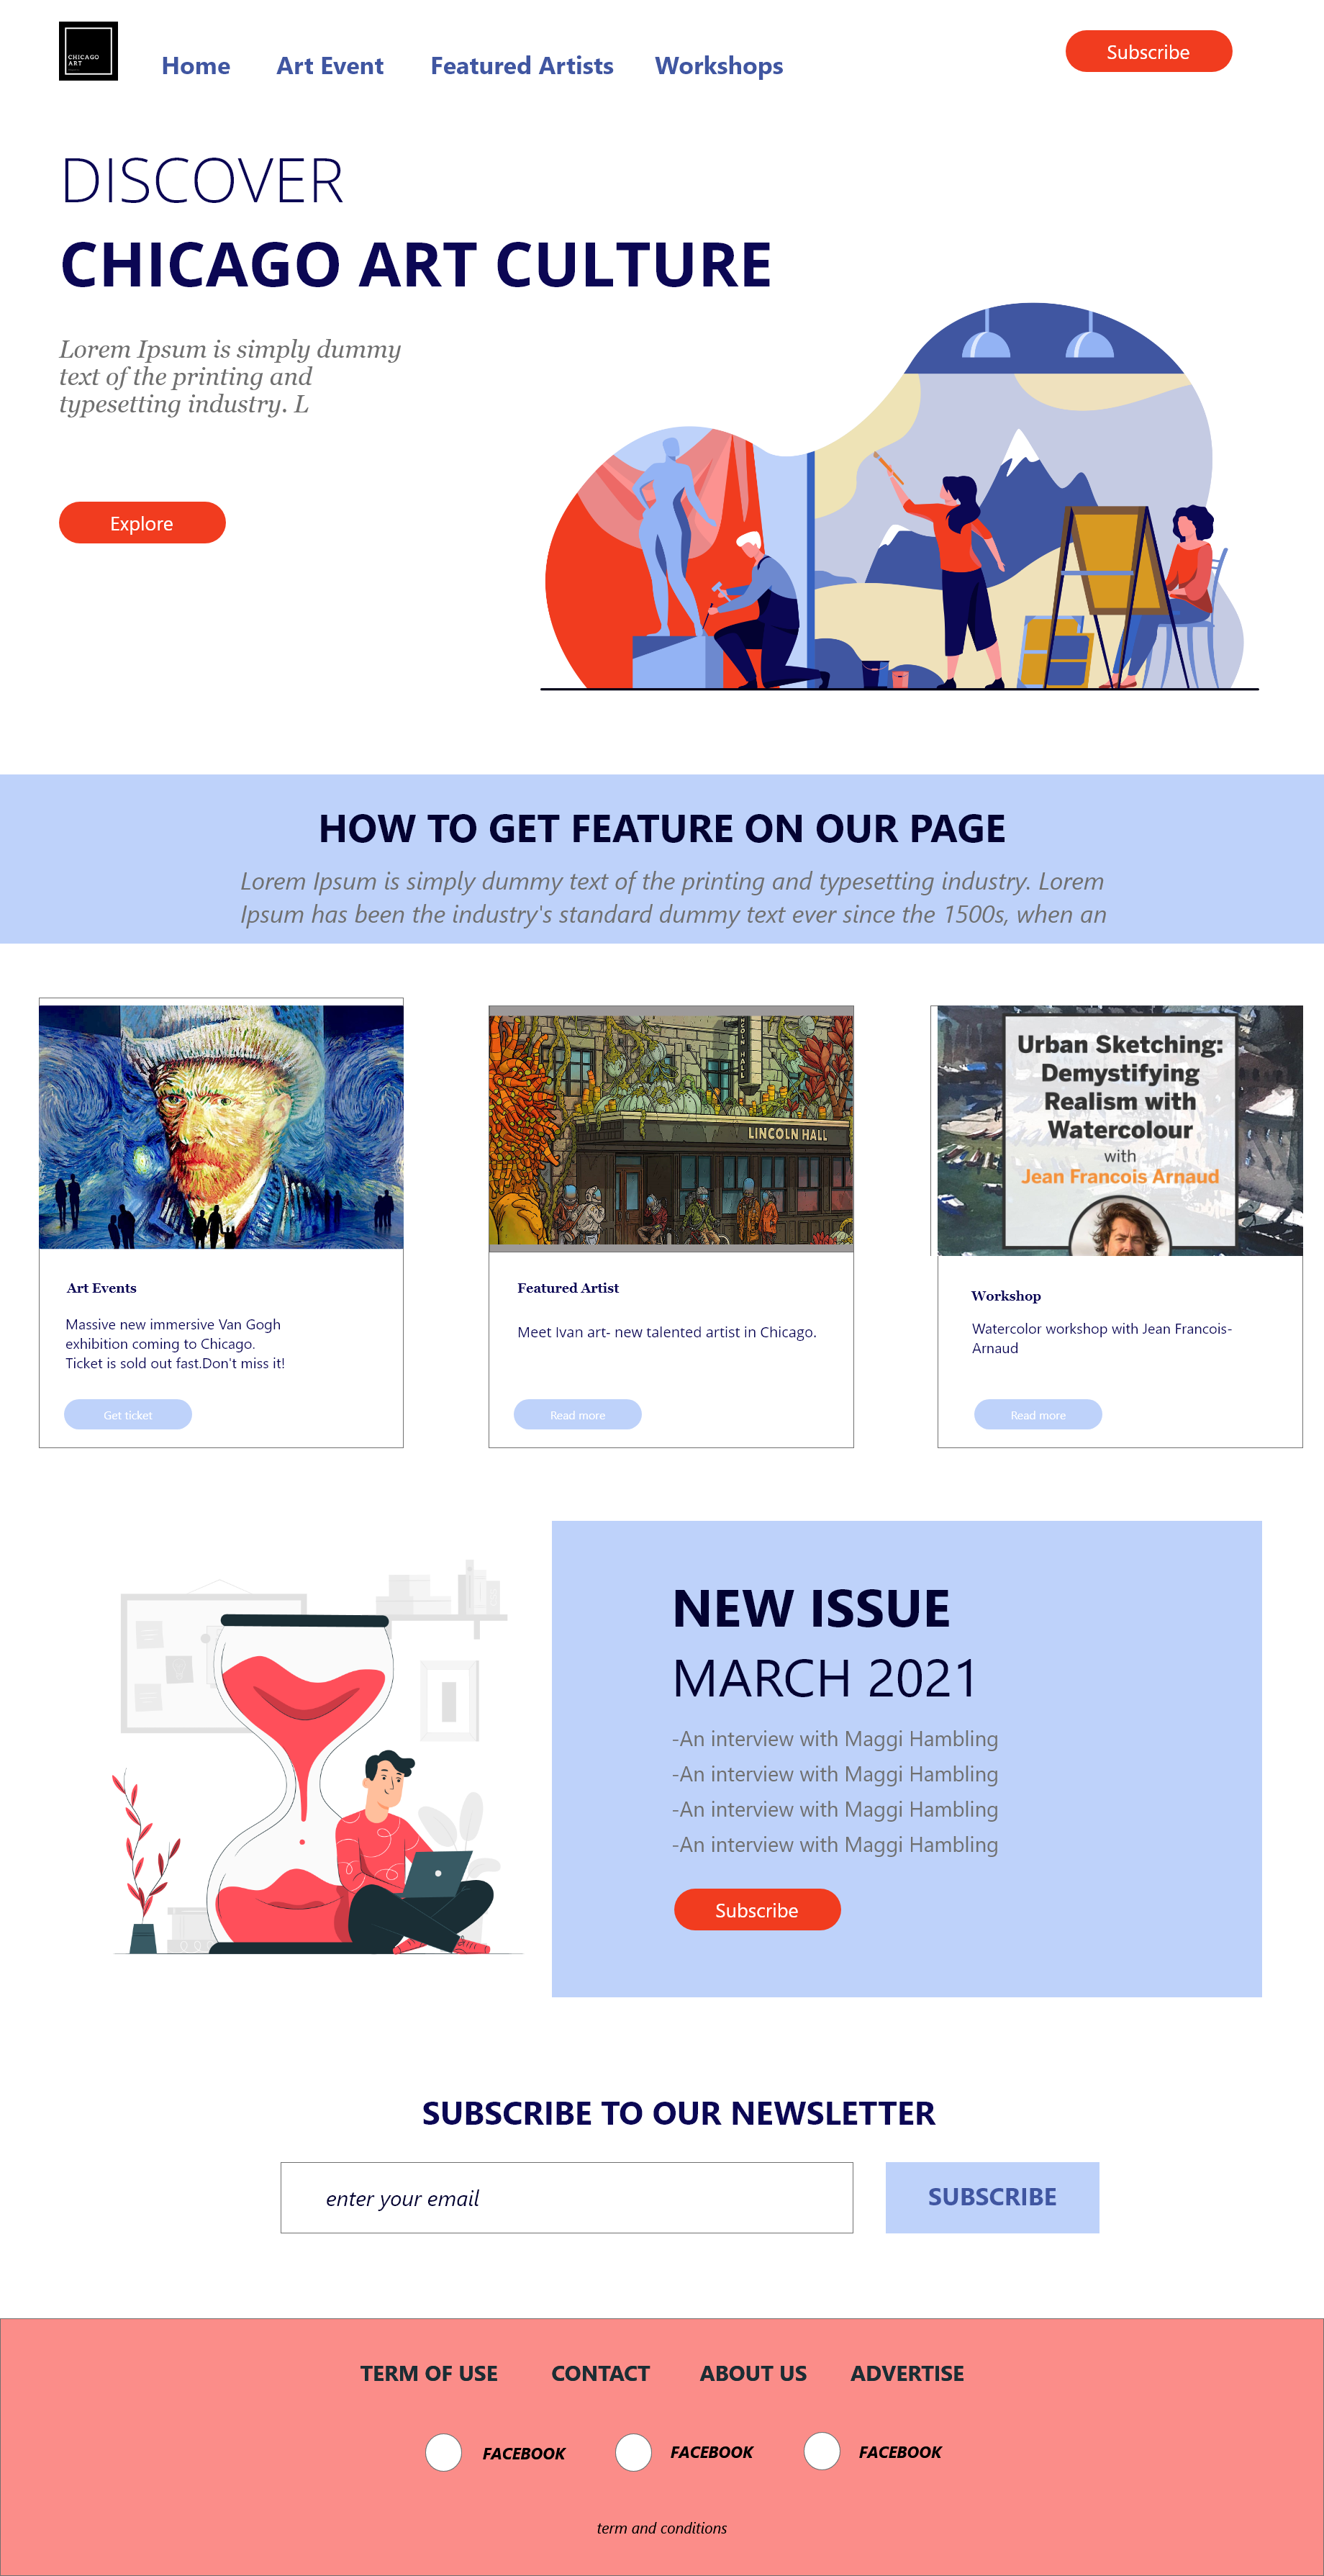 CHICAGO
ART
Home Art Event Featured Artists Workshops
Subscribe
DISCOVER
CHICAGO ART CULTURE
Lorem Ipsum is simply dummy
text of the printing and
typesetting industry. L
Explore
HOW TO GET FEATURE ON OUR PAGE
Lorem Ipsum is simply dummy text of the printing and typesetting industry. Lorem
Ipsum has been the industry's standard dummy text ever since the 1500s, when an
Art Events
Massive new immersive Van Gogh
exhibition coming to Chicago.
Ticket is sold out fast.Don't miss it!
Get ticket
LINCOLN HALL
Featured Artist
Meet Ivan art- new talented artist in Chicago.
Read more
Urban Sketching:
Demystifying
Realism with
Watercolour
with
Jean Francois Arnaud
Workshop
Watercolor workshop with Jean Francois-
Arnaud
Read more
NEW ISSUE
MARCH 2021
-An interview with Maggi Hambling
-An interview with Maggi Hambling
-An interview with Maggi Hambling
-An interview with Maggi Hambling
Subscribe
SUBSCRIBE TO OUR NEWSLETTER
enter your email
SUBSCRIBE
TERM OF USE CONTACT ABOUT US ADVERTISE
FACEBOOK FACEBOOK FACEBOOK
term and conditions